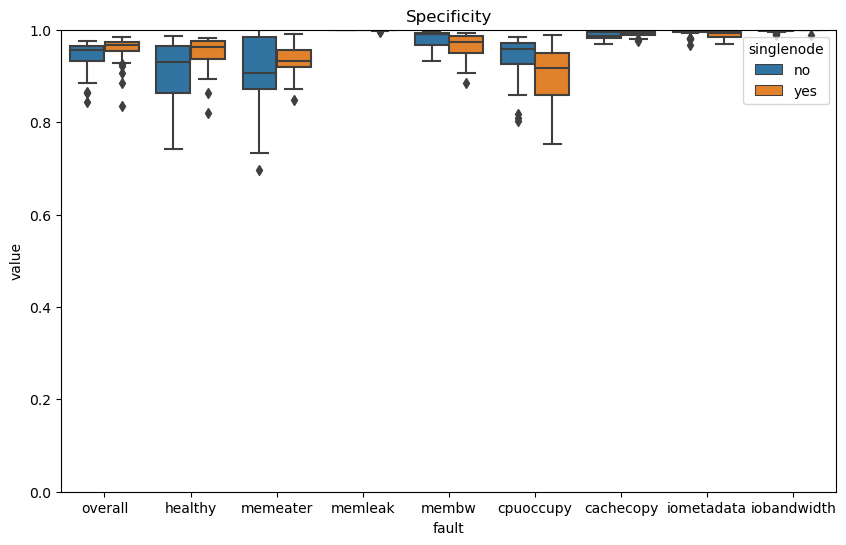 Specificity
singlenode
no
yes
value
1.0
0.8
0.6
0.4
0.2
0.0
overall healthy memeater memleak membw cpuoccupy cachecopy iometadata iobandwidth
fault